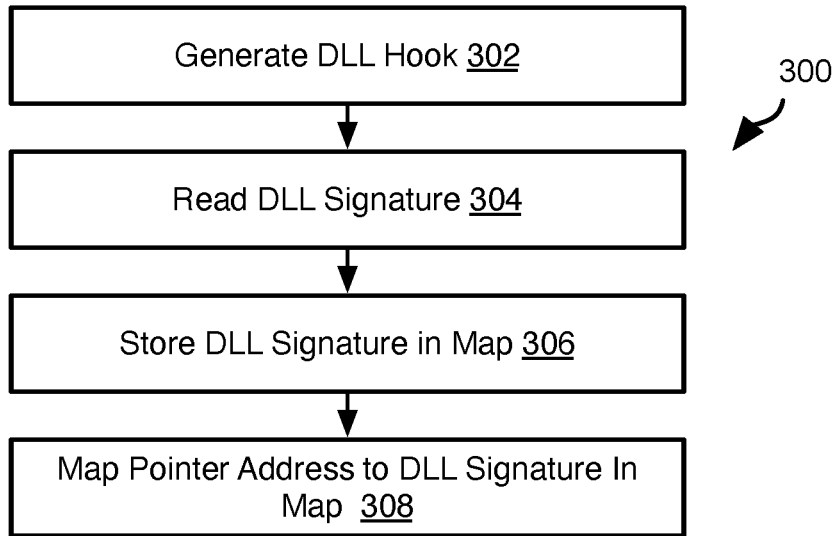 Generate DLL Hook 302
300
Read DLL Signature 304
Store DLL Signature in Map 306
Map Pointer Address to DLL Signature In
Map 308